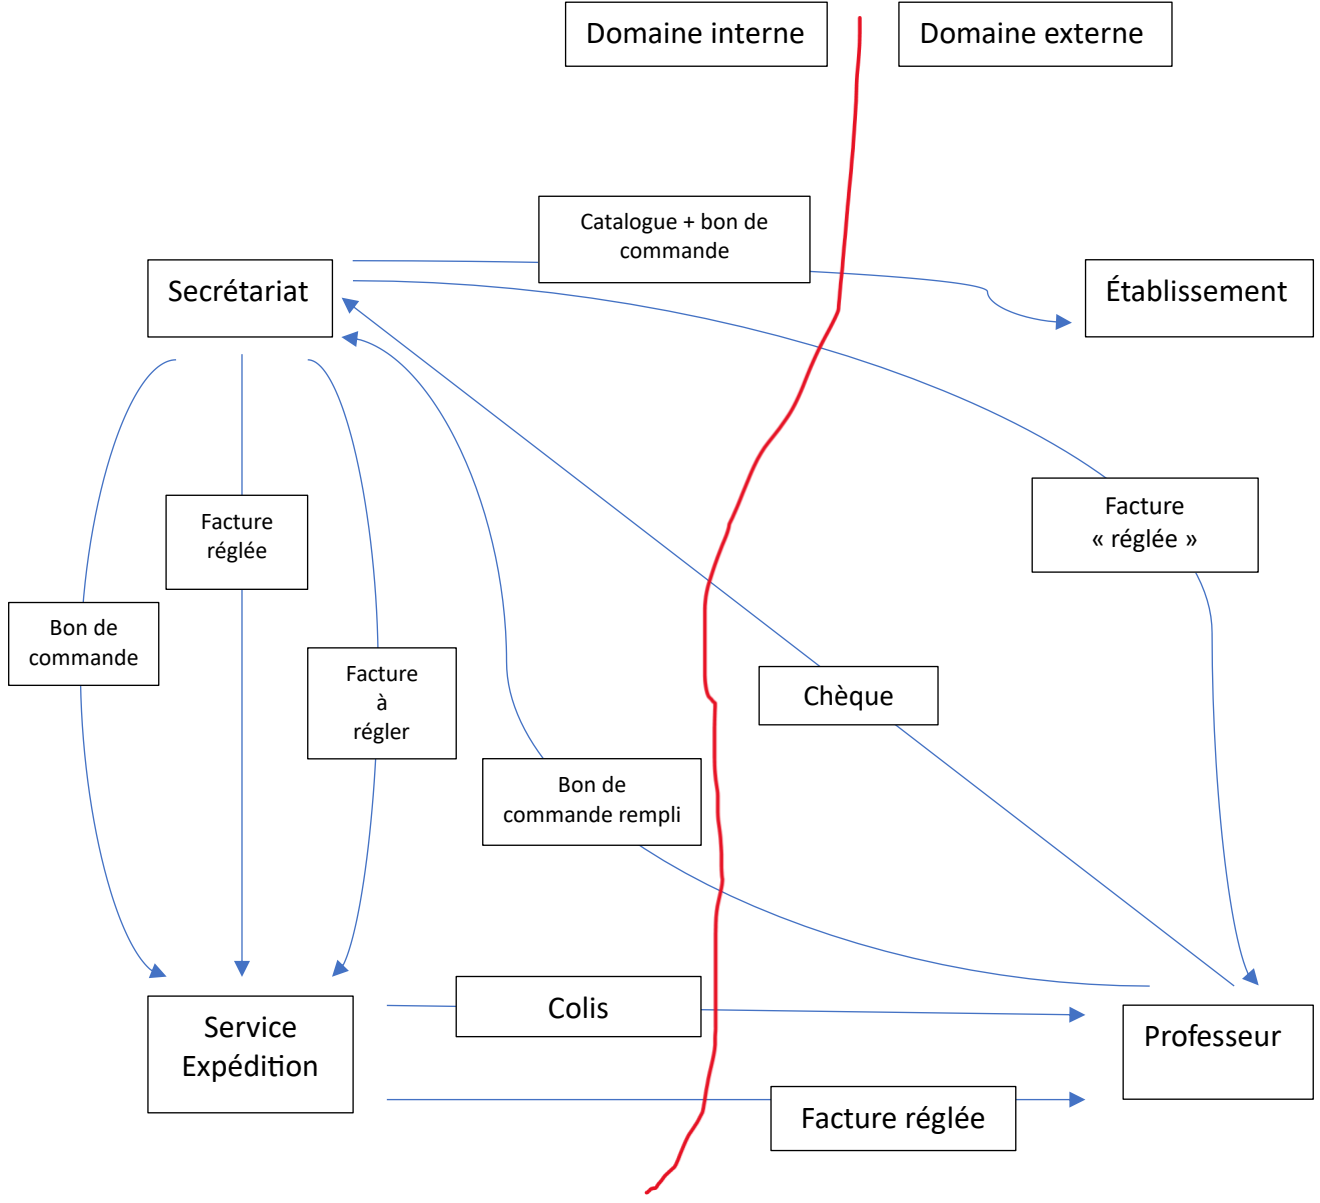 Domaine interne
Domaine externe
Catalogue + bon de
commande
Secrétariat
Établissement
Facture
« réglée »
Facture
réglée
Bon de
commande
Facture
à
régler
Chèque
Bon de
commande rempli
Colis
Service
Expédition
Professeur
Facture réglée